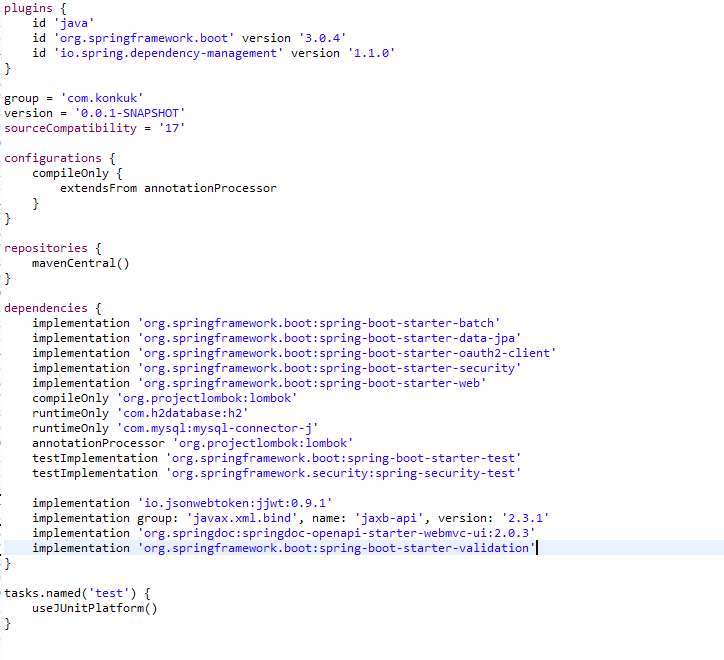 plugins {
    id 'java'
    id 'org.springframework.boot' version '3.0.4'
    id 'io.spring.dependency-management' version '1.1.0'
}

group = 'com.konkuk'
version = '0.0.1-SNAPSHOT'
sourceCompatibility = '17'

configurations {
    compileOnly {
        extendsFrom annotationProcessor
    }
}

repositories {
    mavenCentral()
}

dependencies {
    implementation 'org.springframework.boot:spring-boot-starter-batch'
    implementation 'org.springframework.boot:spring-boot-starter-data-jpa'
    implementation 'org.springframework.boot:spring-boot-starter-oauth2-client'
    implementation 'org.springframework.boot:spring-boot-starter-security'
    implementation 'org.springframework.boot:spring-boot-starter-web'
    compileOnly 'org.projectlombok:lombok'
    runtimeOnly 'com.h2database:h2'
    runtimeOnly 'com.mysql:mysql-connector-j'
    annotationProcessor 'org.projectlombok:lombok'
    testImplementation 'org.springframework.boot:spring-boot-starter-test'
    testImplementation 'org.springframework.security:spring-security-test'

    implementation 'io.jsonwebtoken:jjwt:0.9.1'
    implementation group: 'javax.xml.bind', name: 'jaxb-api', version: '2.3.1'
    implementation 'org.springdoc:springdoc-openapi-starter-webmvc-ui:2.0.3'
    implementation 'org.springframework.boot:spring-boot-starter-validation'
}

tasks.named('test') {
    useJUnitPlatform()
}